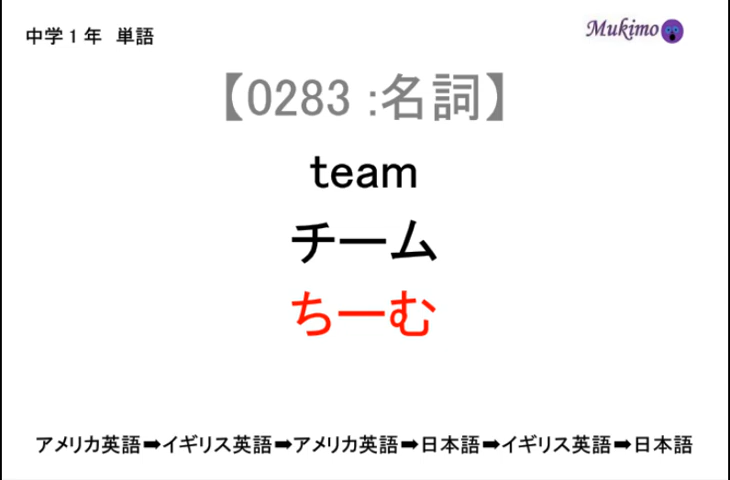 中学1年 単語
Mukimo
【0283 :名詞】
team
チーム
ちーむ
アメリカ英語➡イギリス英語➡アメリカ英語➡日本語➡イギリス英語➡日本語